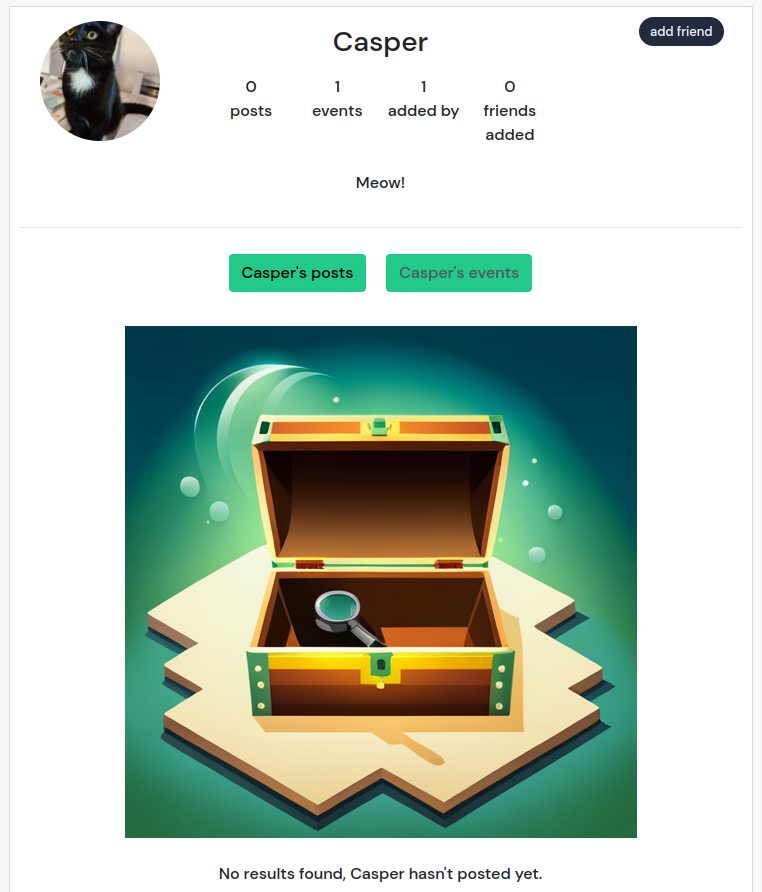 Casper
add friend
0
1
1
0
posts
events
added by
friends
added
Meow!
Casper's posts
Casper's events
No results found, Casper hasn't posted yet.